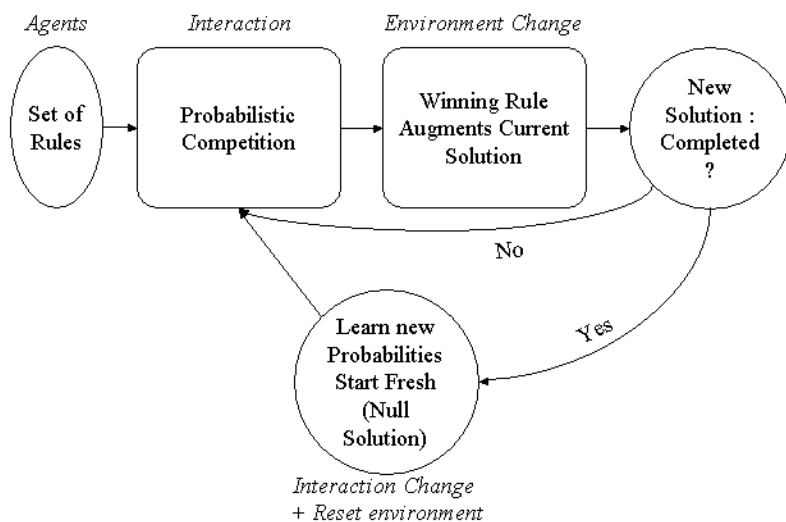 Agents
Interaction
Environment Change
Set of
Rules
Probabilistic
Competition
Winning Rule
Augments Current
Solution
New
Solution :
Completed
?
No
Yes
Learn new
Probabilities
Start Fresh
(Null
Solution)
Interaction Change
+ Reset environment